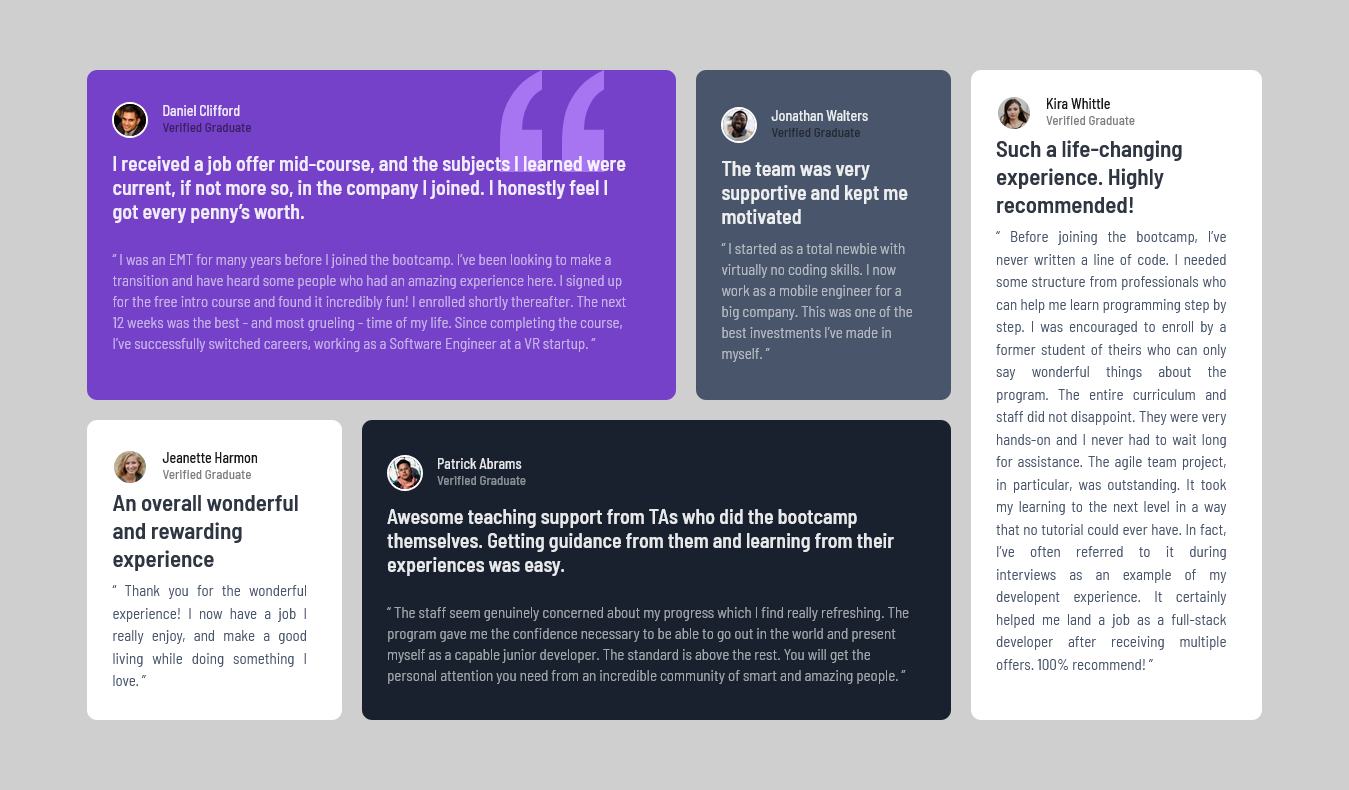 Daniel Clifford
Verified Graduate
I received a job offer mid-course, and the subjects I learned were
current, if not more so, in the company I joined. I honestly feel I
got every penny’s worth.
“ I was an EMT for many years before I joined the bootcamp. I’ve been looking to make a
transition and have heard some people who had an amazing experience here. I signed up
for the free intro course and found it incredibly fun! I enrolled shortly thereafter. The next
12 weeks was the best - and most grueling - time of my life. Since completing the course,
I’ve successfully switched careers, working as a Software Engineer at a VR startup. ”
Jonathan Walters
Verified Graduate
The team was very
supportive and kept me
motivated
“ I started as a total newbie with
virtually no coding skills. I now
work as a mobile engineer for a
big company. This was one of the
best investments I’ve made in
myself. ”
Kira Whittle
Verified Graduate
Such a life-changing
experience. Highly
recommended!
“ Before joining the bootcamp, I’ve
never written a line of code. I needed
some structure from professionals who
can help me learn programming step by
step. I was encouraged to enroll by a
former student of theirs who can only
say wonderful things about the
program. The entire curriculum and
staff did not disappoint. They were very
hands-on and I never had to wait long
for assistance. The agile team project,
in particular, was outstanding. It took
my learning to the next level in a way
that no tutorial could ever have. In fact,
I’ve often referred to it during
interviews as an example of my
developent experience. It certainly
helped me land a job as a full-stack
developer after receiving multiple
offers. 100% recommend! ”
Jeanette Harmon
Verified Graduate
An overall wonderful
and rewarding
experience
“ Thank you for the wonderful
experience! I now have a job I
really enjoy, and make a good
living while doing something I
love. ”
Patrick Abrams
Verified Graduate
Awesome teaching support from TAs who did the bootcamp
themselves. Getting guidance from them and learning from their
experiences was easy.
“ The staff seem genuinely concerned about my progress which I find really refreshing. The
program gave me the confidence necessary to be able to go out in the world and present
myself as a capable junior developer. The standard is above the rest. You will get the
personal attention you need from an incredible community of smart and amazing people. ”